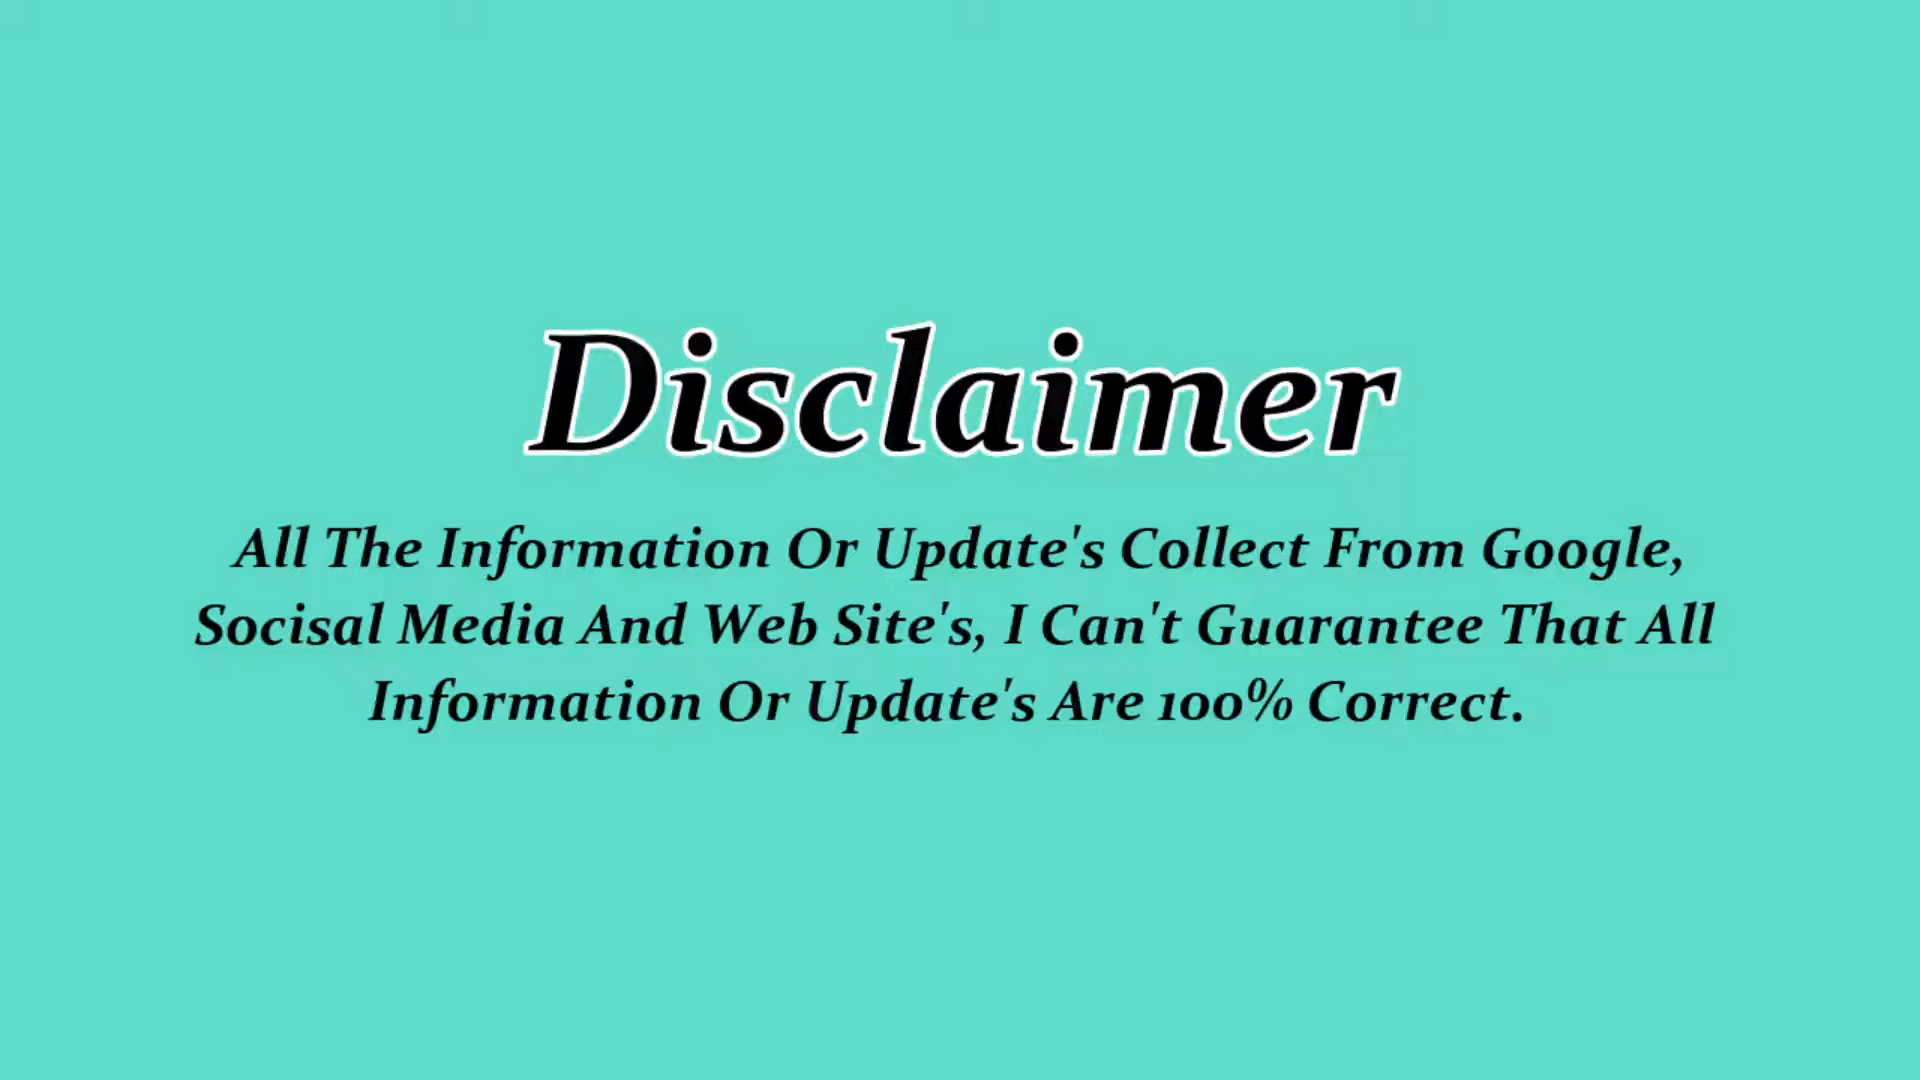 Disclaimer
All The Information Or Update's Collect From Google,
Socisal Media And Web Site's, I Can't Guarantee That All
Information Or Update's Are 100% Correct.